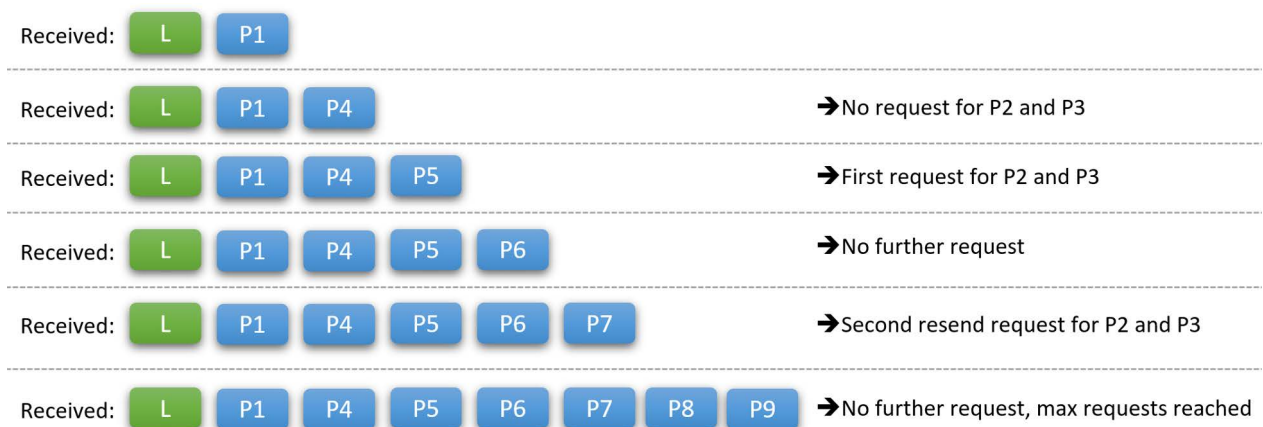 Received: L P1
Received: L P1 P4 ➔No request for P2 and P3
Received: L P1 P4 P5 ➔First request for P2 and P3
Received: L P1 P4 P5 P6 ➔No further request
Received: L P1 P4 P5 P6 P7 ➔Second resend request for P2 and P3
Received: L P1 P4 P5 P6 P7 P8 P9 ➔No further request, max requests reached